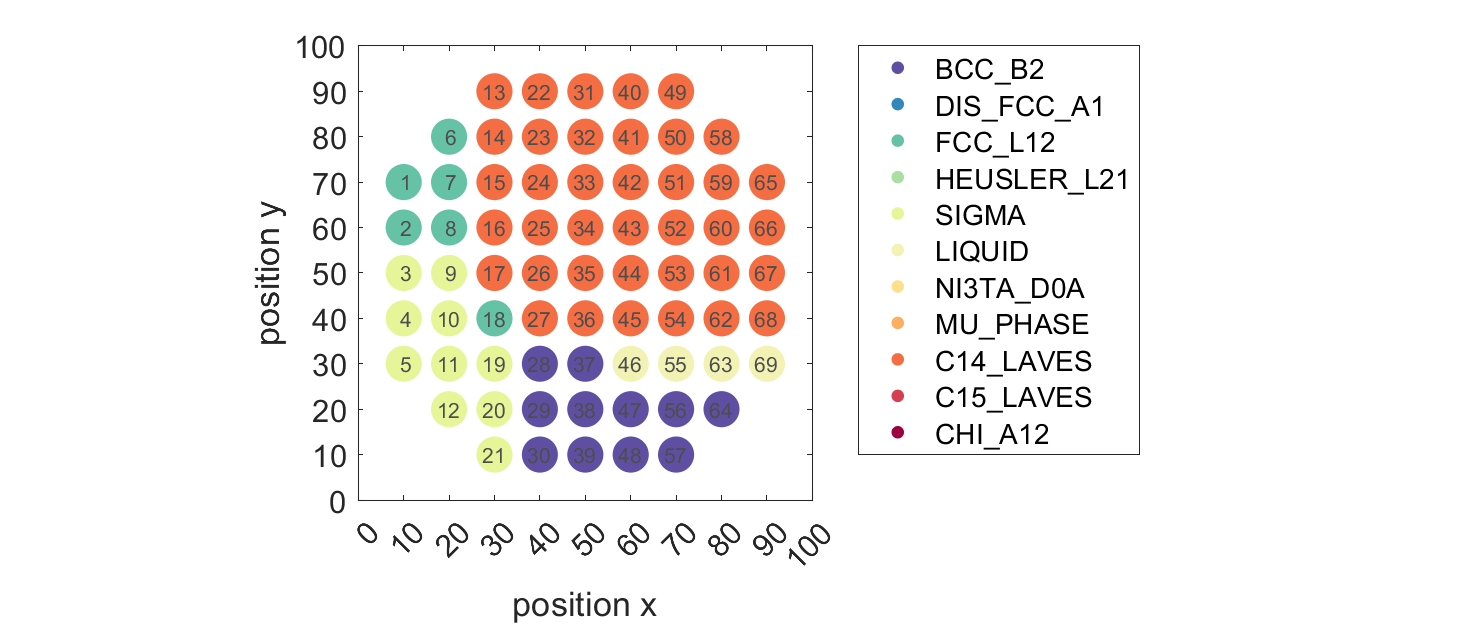 100
90
80
70
60
50
40
30
20
10
0
position y
13 22 31 40 49
6 14 23 32 41 50 58
1 7 15 24 33 42 51 59 65
2 8 16 25 34 43 52 60 66
3 9 17 26 35 44 53 61 67
4 10 18 27 36 45 54 62 68
5 11 19 28 37 46 55 63 69
12 20 29 38 47 56 64
21 30 39 48 57
0 10 20 30 40 50 60 70 80 90 100
position x
BCC_B2
DIS_FCC_A1
FCC_L12
HEUSLER_L21
SIGMA
LIQUID
NI3TA_D0A
MU_PHASE
C14_LAVES
C15_LAVES
CHI_A12